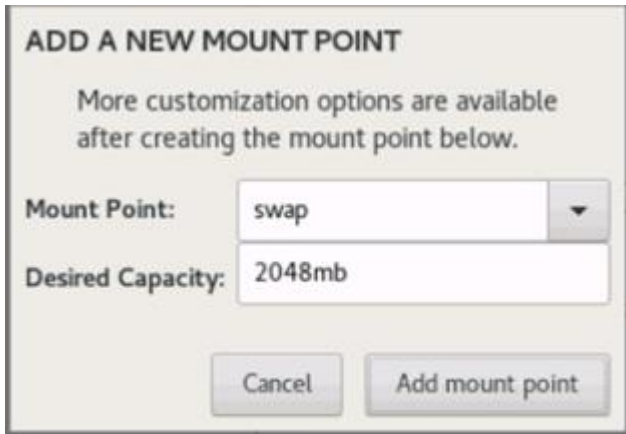 ADD A NEW MOUNT POINT
More customization options are available
after creating the mount point below.
Mount Point: swap
Desired Capacity: 2048mb
Cancel Add mount point